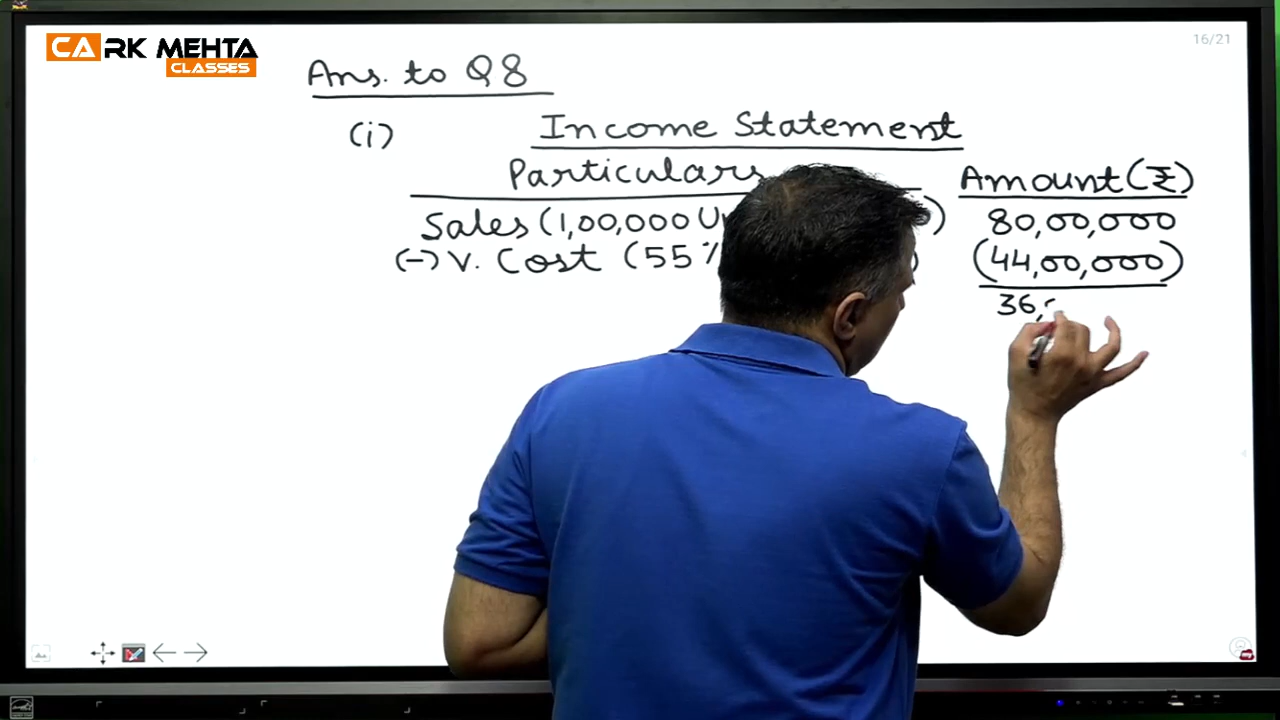 CA RK MEHTA
CLASSES
16/21
Ans. to Q8
(i) Income Statement
Particulars Amount (₹)
Sales (1,00,000 80,00,000
(-) V. Cost (55% (44,00,000)
36,